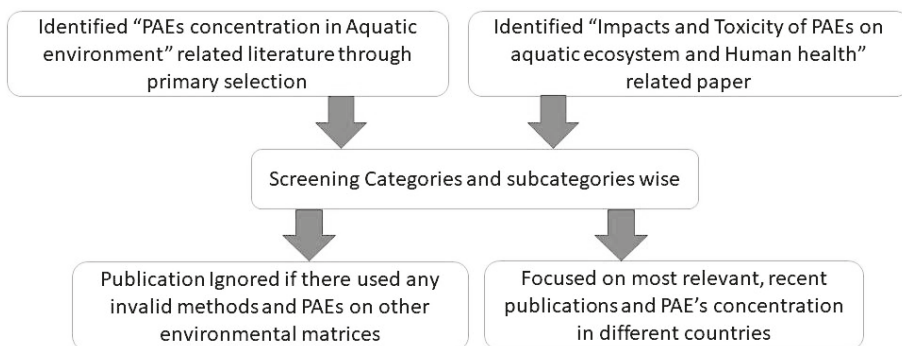 Identified “PAEs concentration in Aquatic
environment” related literature through
primary selection
Identified “Impacts and Toxicity of PAEs on
aquatic ecosystem and Human health”
related paper
Screening Categories and subcategories wise
Publication Ignored if there used any
invalid methods and PAEs on other
environmental matrices
Focused on most relevant, recent
publications and PAE’s concentration
in different countries